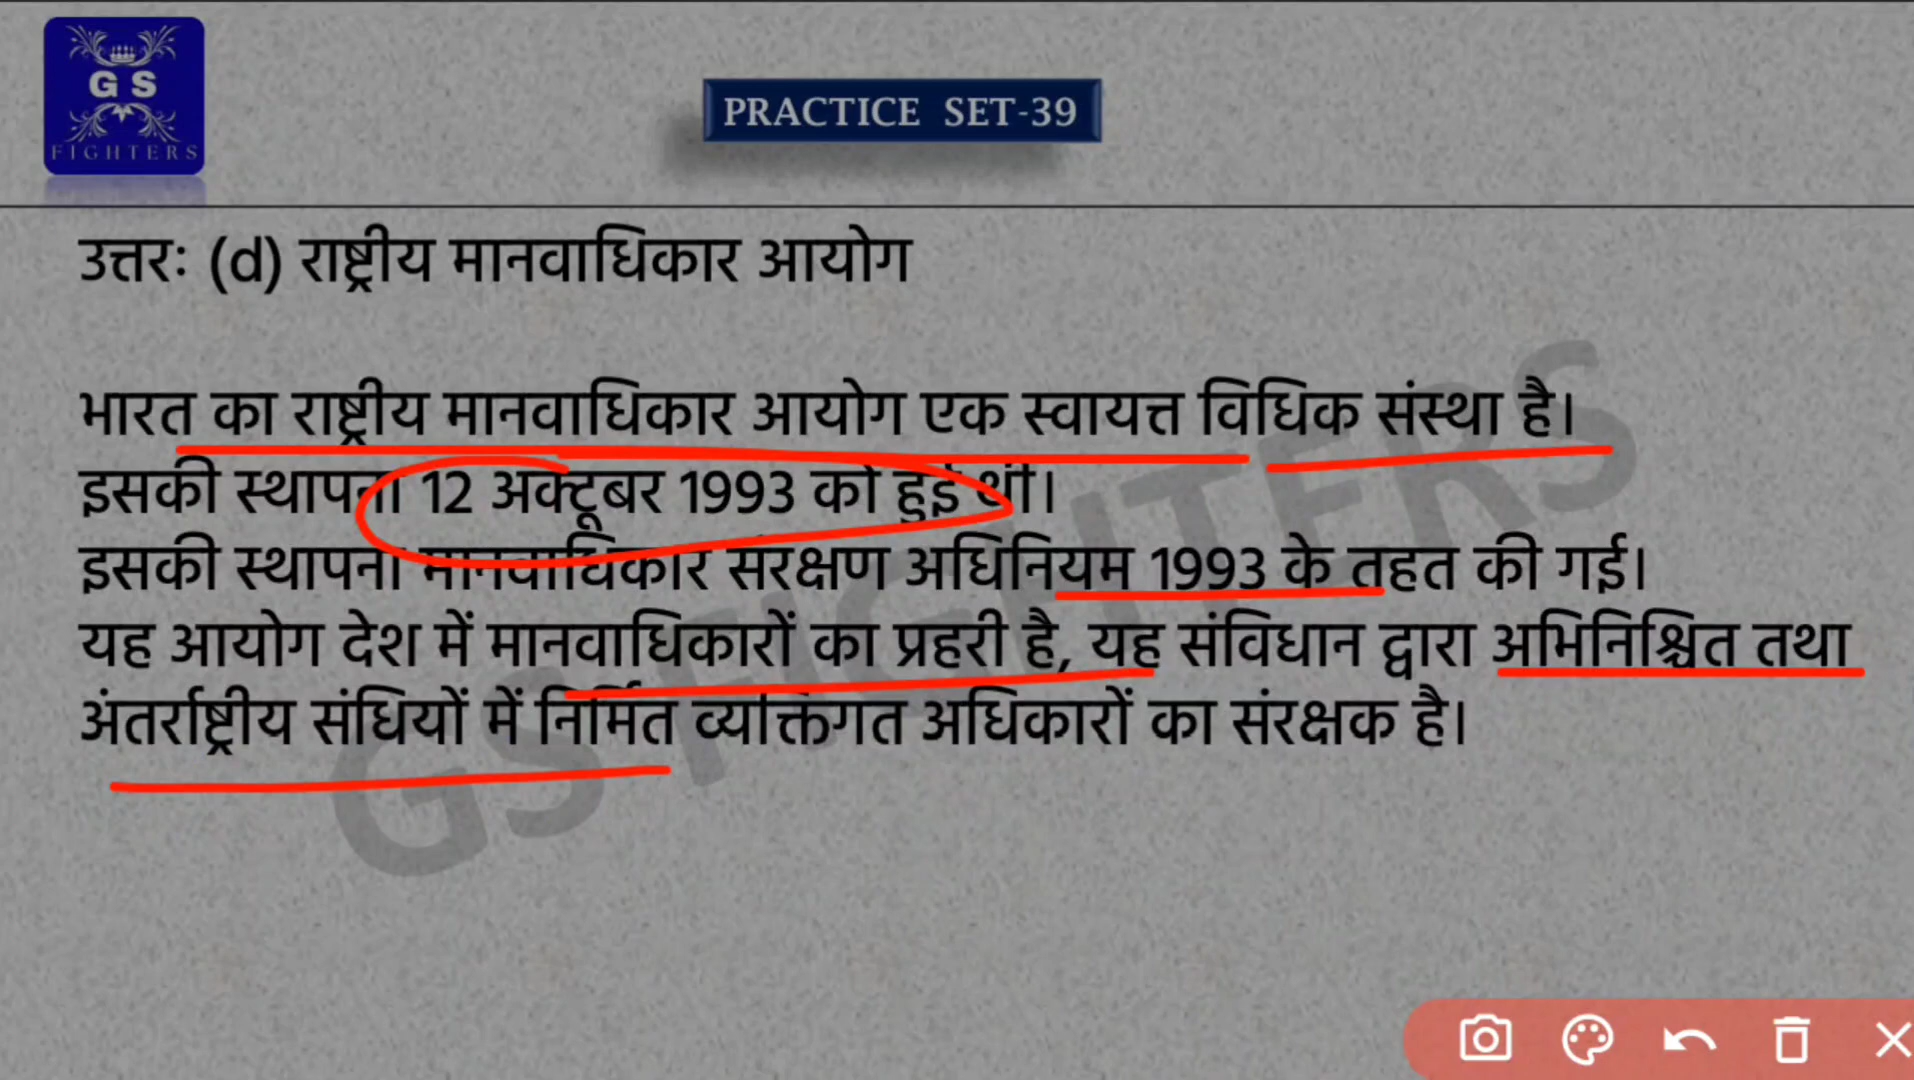 G S
FIGHTERS
PRACTICE SET-39
उत्तरः (d) राष्ट्रीय मानवाधिकार आयोग
भारत का राष्ट्रीय मानवाधिकार आयोग एक स्वायत्त विधिक संस्था है।
इसकी स्थापना 12 अक्टूबर 1993 को हुई थी।
इसकी स्थापना मानवाधिकार संरक्षण अधिनियम 1993 के तहत की गई।
यह आयोग देश में मानवाधिकारों का प्रहरी है, यह संविधान द्वारा अभिनिश्चित तथा
अंतर्राष्ट्रीय संधियों में निर्मित व्यक्तिगत अधिकारों का संरक्षक है।
GS FIGHTERS